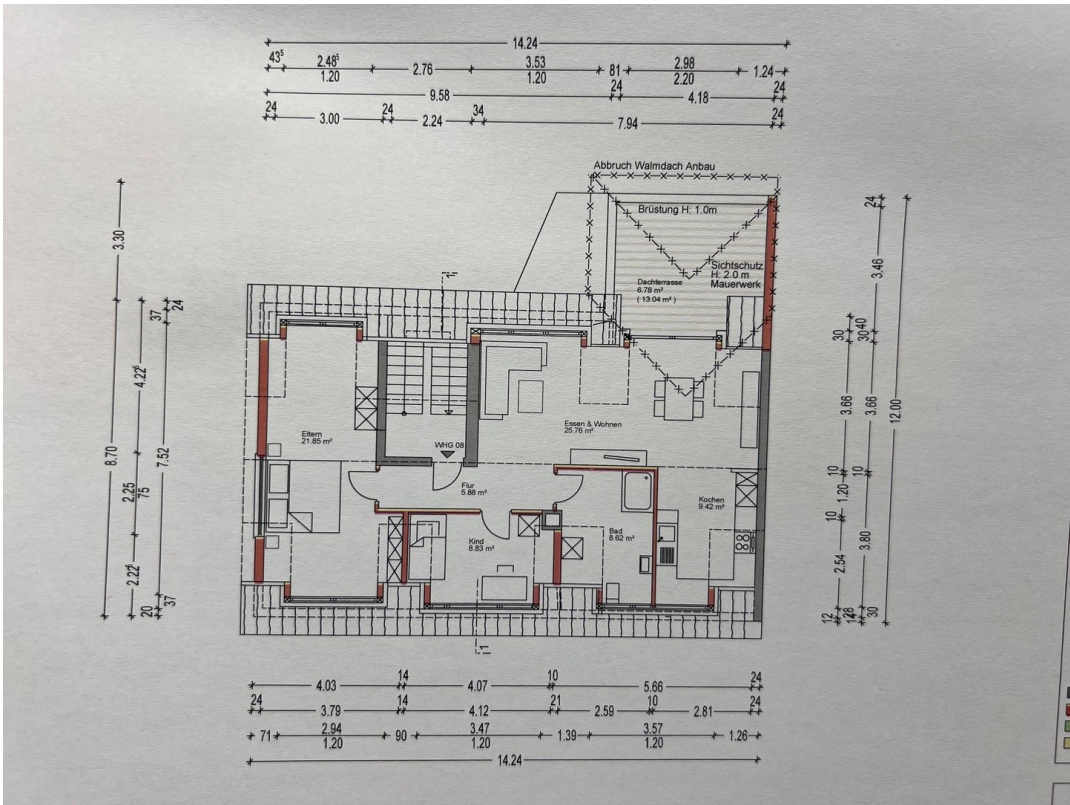 14.24
43⁵ 2.48⁵ 2.76 3.53 81 2.98 1.24
1.20 1.20 24 2.20 24
9.58 4.18
24 3.00 24 2.24 34 7.94 24
Abbruch Walmdach Anbau
Brüstung H: 1.0m
Sichtschutz
H: 2.0 m
Mauerwerk
Dachterrasse
6.78 m²
( 13.04 m² )
1
3.30
8.70
37
24
4.22⁵
7.52
2.25
75
2.22⁵
20
37
24
3.46
12.00
30
30
40
3.66
3.66
10
10
1.20
10
2.54
3.80
12
28
30
Eltern
21.85 m²
WHG 08
Essen & Wohnen
25.76 m²
Flur
5.88 m²
Kind
8.83 m²
Bad
8.62 m²
Kochen
9.42 m²
1
4.03 14 4.07 10 5.66 24
24 3.79 14 4.12 21 2.59 10 2.81 24
71 2.94 90 3.47 1.39 3.57 1.26
1.20 1.20 1.20
14.24